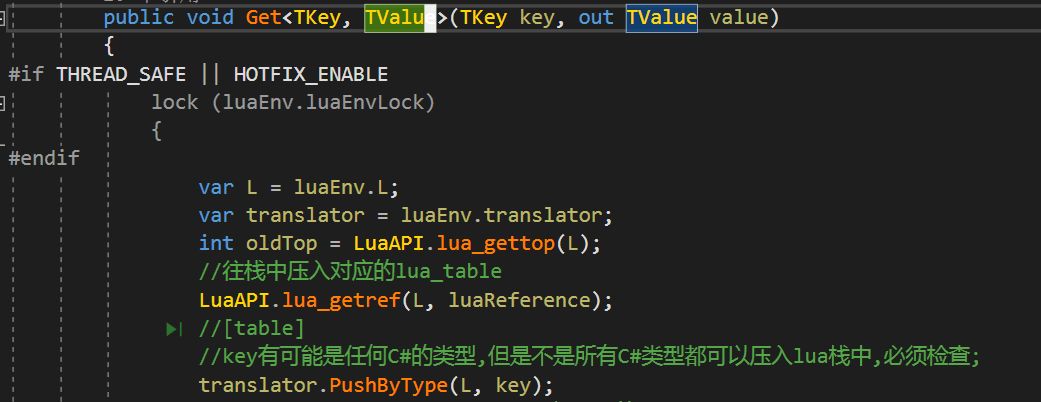 public void Get<TKey, TValue>(TKey key, out TValue value)
{
#if THREAD_SAFE || HOTFIX_ENABLE
lock (luaEnv.luaEnvLock)
{
#endif
var L = luaEnv.L;
var translator = luaEnv.translator;
int oldTop = LuaAPI.lua_gettop(L);
//往栈中压入对应的lua_table
LuaAPI.lua_getref(L, luaReference);
//[table]
//key有可能是任何C#的类型,但是不是所有C#类型都可以压入lua栈中,必须检查;
translator.PushByType(L, key);